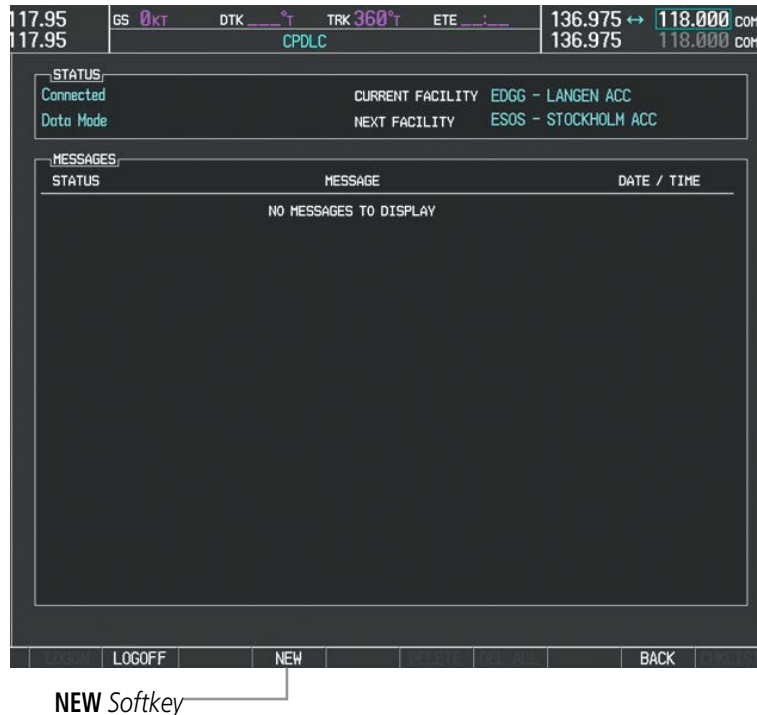 117.95 GS 0KT DTK ___°T TRK 360°T ETE __:__ 136.975 ↔ 118.000 COM
117.95 CPDLC 136.975 118.000 COM
STATUS
Connected CURRENT FACILITY EDGG - LANGEN ACC
Data Mode NEXT FACILITY ESOS - STOCKHOLM ACC
MESSAGES
STATUS MESSAGE DATE / TIME
NO MESSAGES TO DISPLAY
LOGON LOGOFF NEW DELETE DEL ALL BACK
NEW Softkey